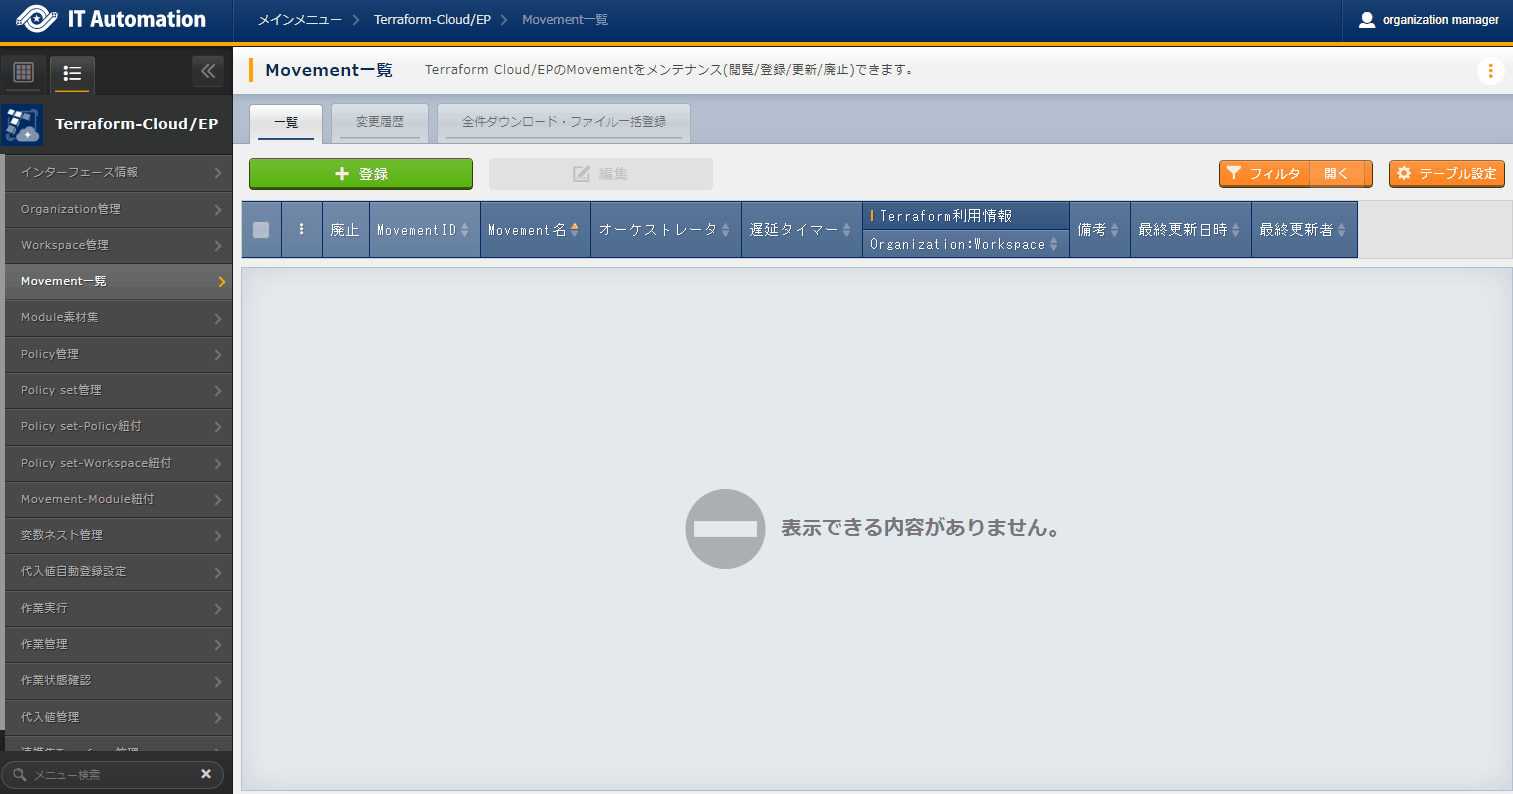 IT Automation
メインメニュー
Terraform-Cloud/EP
Movement一覧
organization manager
Movement一覧
Terraform Cloud/EPのMovementをメンテナンス(閲覧/登録/更新/廃止)できます。
Terraform-Cloud/EP
インターフェース情報
Organization管理
Workspace管理
Movement一覧
Module素材集
Policy管理
Policy set管理
Policy set-Policy紐付
Policy set-Workspace紐付
Movement-Module紐付
変数ネスト管理
代入値自動登録設定
作業実行
作業管理
作業状態確認
代入値管理
メニュー検索
一覧
変更履歴
全件ダウンロード・ファイル一括登録
登録
編集
フィルタ
開く
テーブル設定
廃止
MovementID
Movement名
オーケストレータ
遅延タイマー
Terraform利用情報
Organization:Workspace
備考
最終更新日時
最終更新者
表示できる内容がありません。